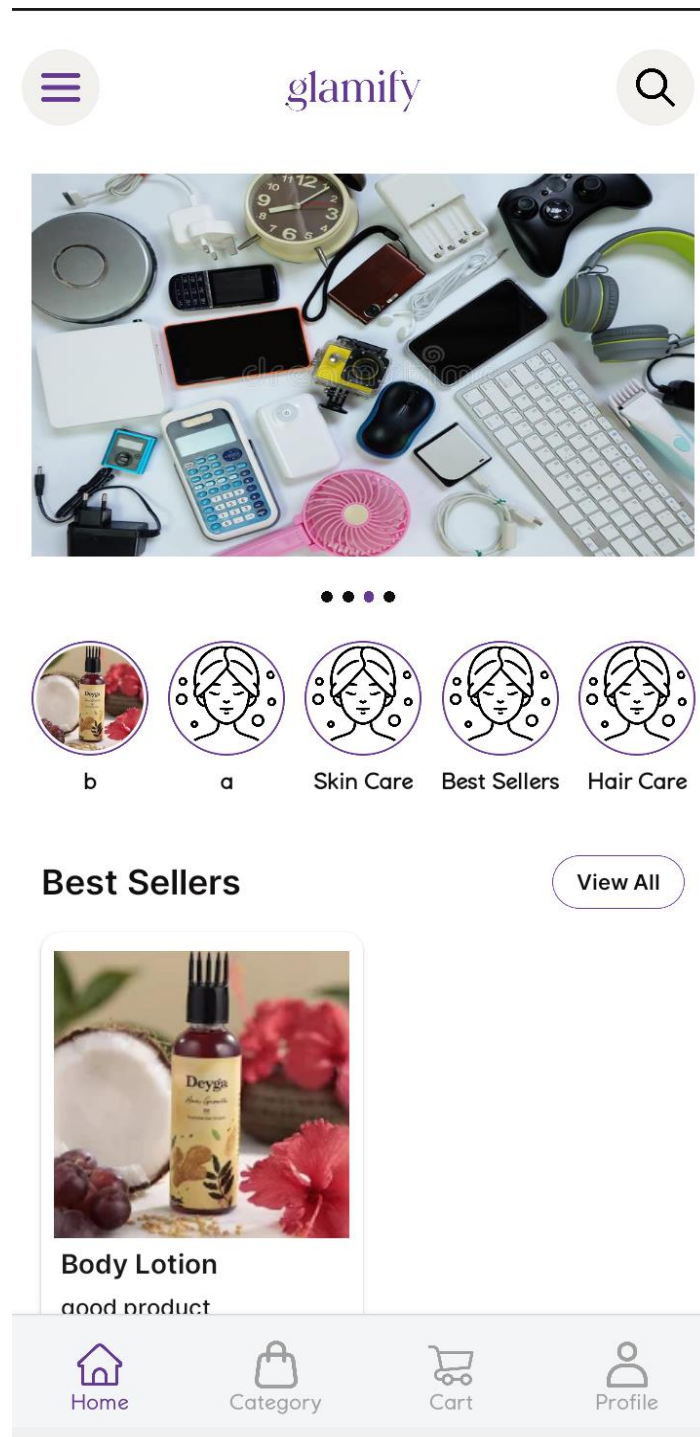 glamify
dreamstime
b
a
Skin Care
Best Sellers
Hair Care
Best Sellers
View All
Deyga
Body Lotion
good product
Home
Category
Cart
Profile